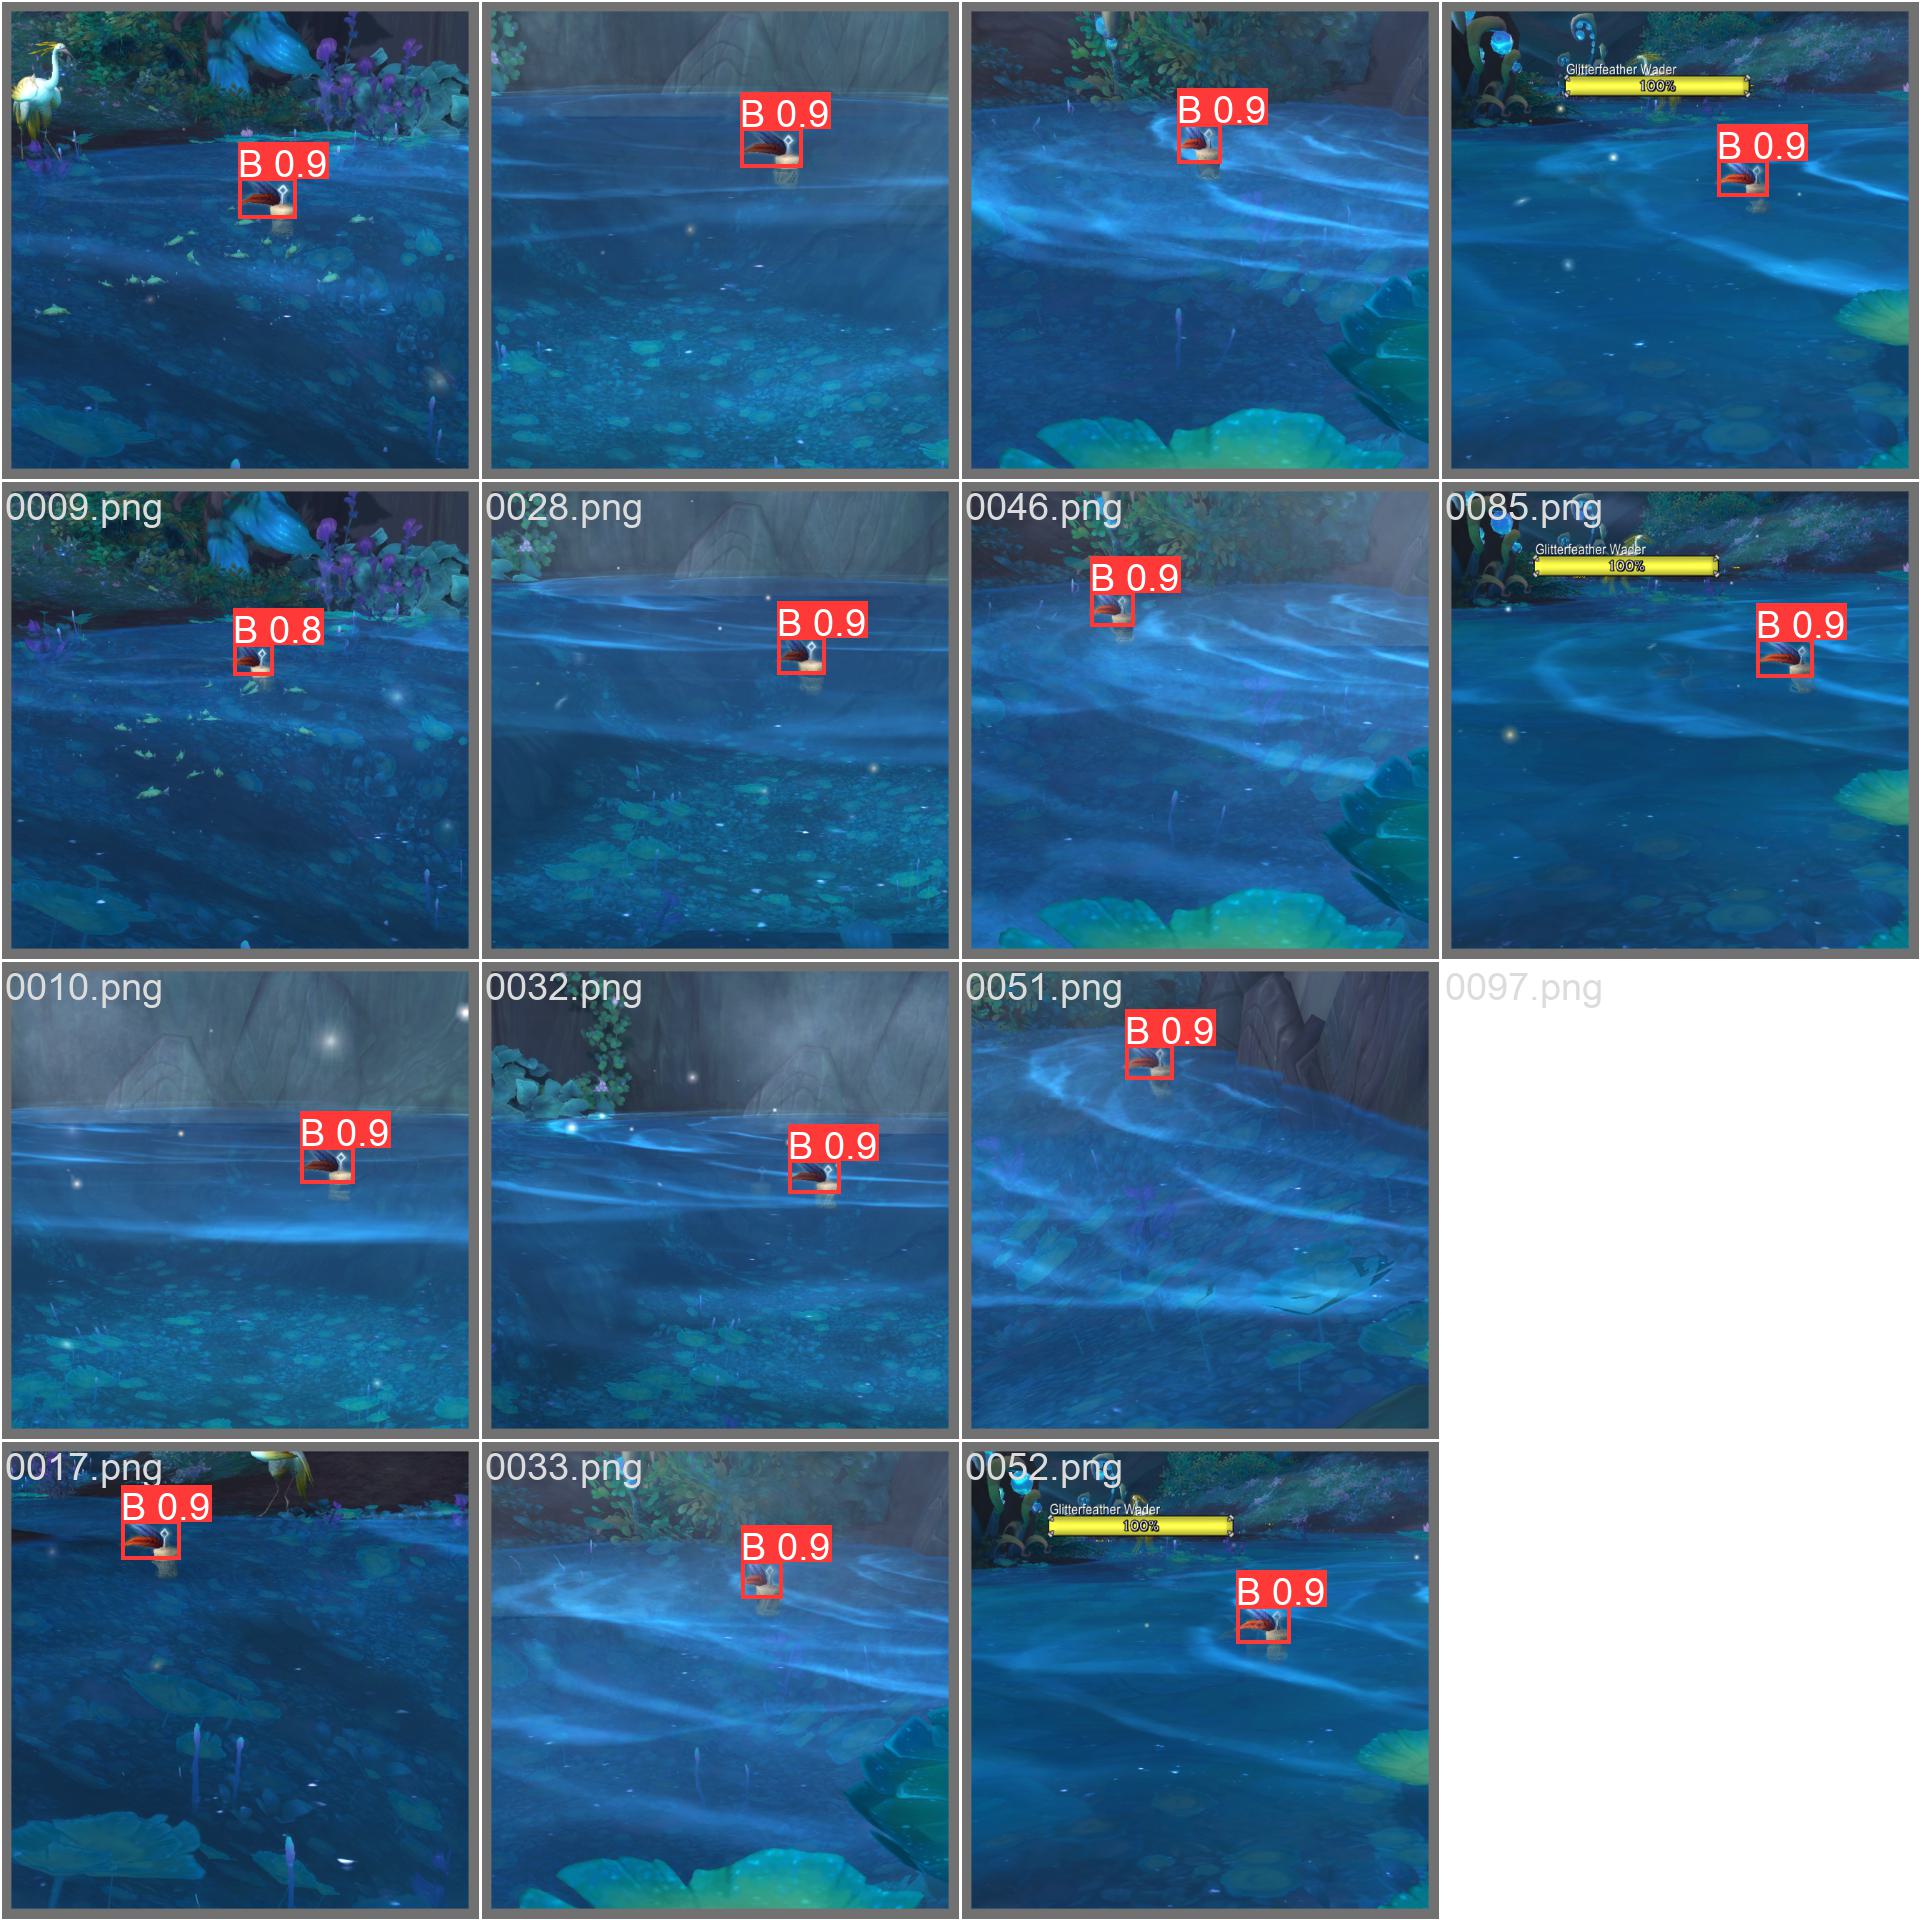 B 0.9
B 0.9
B 0.9
Glitterfeather Wader
100%
B 0.9
0009.png
B 0.8
0028.png
B 0.9
0046.png
B 0.9
0085.png
Glitterfeather Wader
100%
B 0.9
0010.png
B 0.9
0032.png
B 0.9
0051.png
B 0.9
0097.png
0017.png
B 0.9
0033.png
B 0.9
0052.png
Glitterfeather Wader
100%
B 0.9